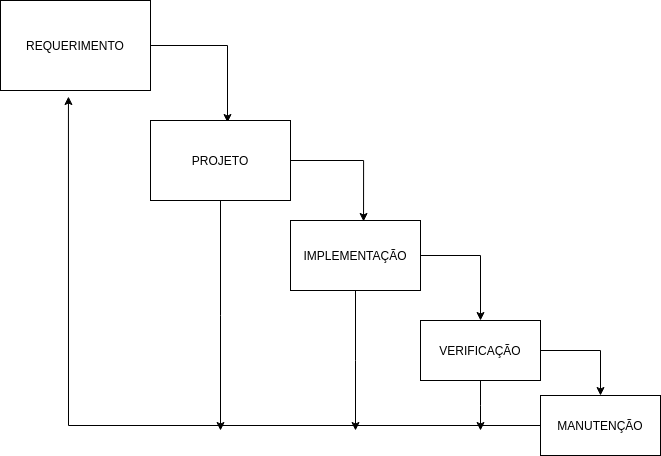 REQUERIMENTO
PROJETO
IMPLEMENTAÇÃO
VERIFICAÇÃO
MANUTENÇÃO